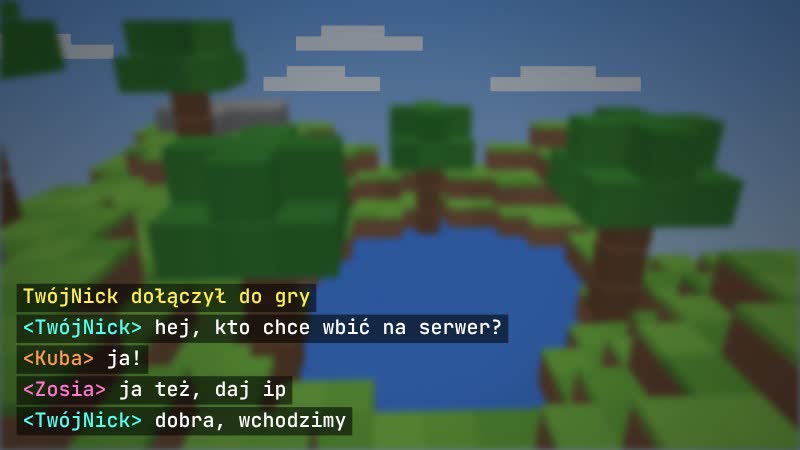 TwójNick dołączył do gry
<TwójNick> hej, kto chce wbić na serwer?
<Kuba> ja!
<Zosia> ja też, daj ip
<TwójNick> dobra, wchodzimy